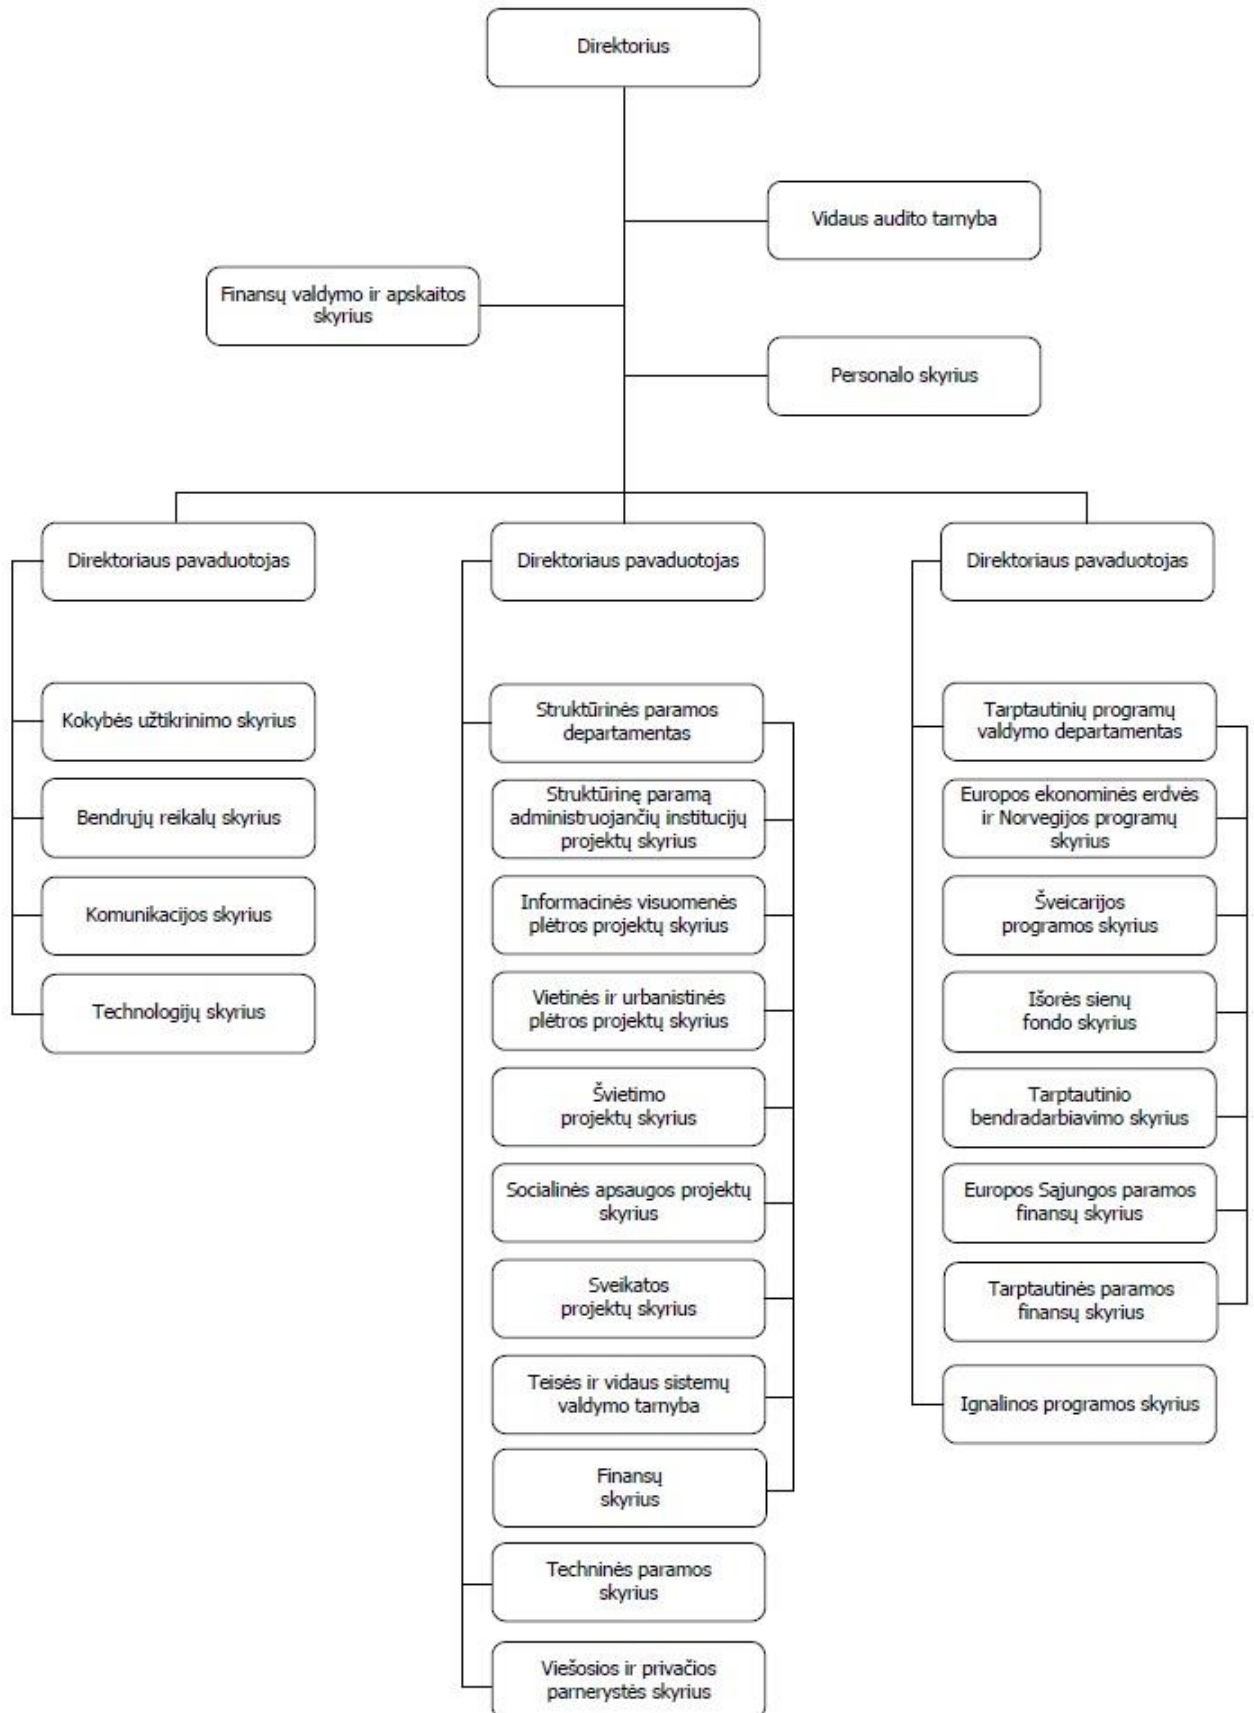 Direktorius
Vidaus audito tarnyba
Finansų valdymo ir apskaitos
skyrius
Personalo skyrius
Direktoriaus pavaduotojas
Kokybės užtikrinimo skyrius
Bendrųjų reikalų skyrius
Komunikacijos skyrius
Technologijų skyrius
Direktoriaus pavaduotojas
Struktūrinės paramos
departamentas
Struktūrinę paramą
administruojančių institucijų
projektų skyrius
Informacinės visuomenės
plėtros projektų skyrius
Vietinės ir urbanistinės
plėtros projektų skyrius
Švietimo
projektų skyrius
Socialinės apsaugos projektų
skyrius
Sveikatos
projektų skyrius
Teisės ir vidaus sistemų
valdymo tarnyba
Finansų
skyrius
Techninės paramos
skyrius
Viešosios ir privačios
parnerystės skyrius
Direktoriaus pavaduotojas
Tarptautinių programų
valdymo departamentas
Europos ekonominės erdvės
ir Norvegijos programų
skyrius
Šveicarijos
programos skyrius
Išorės sienų
fondo skyrius
Tarptautinio
bendradarbiavimo skyrius
Europos Sąjungos paramos
finansų skyrius
Tarptautinės paramos
finansų skyrius
Ignalinos programos skyrius